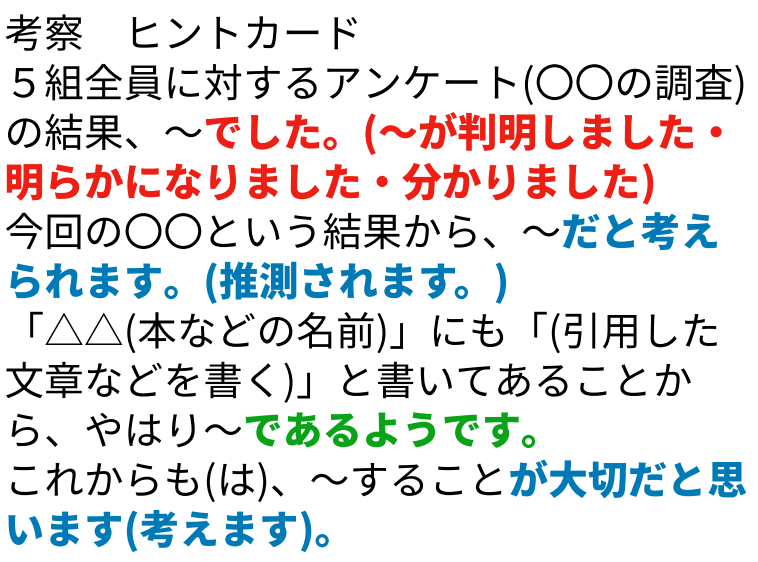 考察　ヒントカード
５組全員に対するアンケート(〇〇の調査)
の結果、～でした。(～が判明しました・
明らかになりました・分かりました)
今回の〇〇という結果から、～だと考え
られます。(推測されます。)
「△△(本などの名前)」にも「(引用した
文章などを書く)」と書いてあることか
ら、やはり～であるようです。
これからも(は)、～することが大切だと思
います(考えます)。